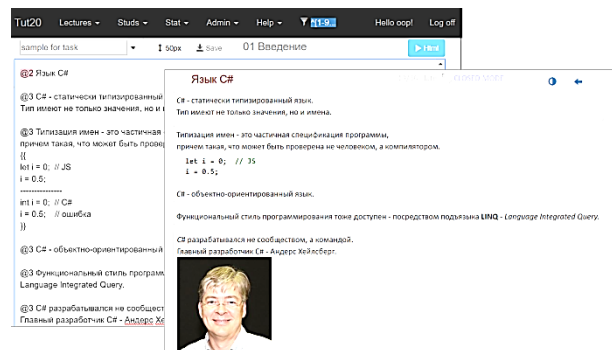 Tut20 Lectures Studs Stat Admin Help Hello oop! Log off
sample for task 50px Save 01 Введение Html
@2 Язык C#
@3 C# - статически типизированный
Тип имеют не только значения, но и
@3 Типизация имен - это частичная
причем такая, что может быть
{{
let i = 0; // JS
i = 0.5;
---------------
int i = 0; // C#
i = 0.5; // ошибка
}}
@3 C# - объектно-ориентированный
@3 Функциональный стиль
Language Integrated Query.
@3 C# разрабатывался не
Главный разработчик C# - Андерс
Язык C#
C# - статически типизированный язык.
Тип имеют не только значения, но и имена.
Типизация имен - это частичная спецификация программы,
причем такая, что может быть проверена не человеком, а компилятором.
let i = 0; // JS
i = 0.5;
C# - объектно-ориентированный язык.
Функциональный стиль программирования тоже доступен - посредством подъязыка LINQ - Language Integrated Query.
C# разрабатывался не сообществом, а командой.
Главный разработчик C# - Андерс Хейлсберг.